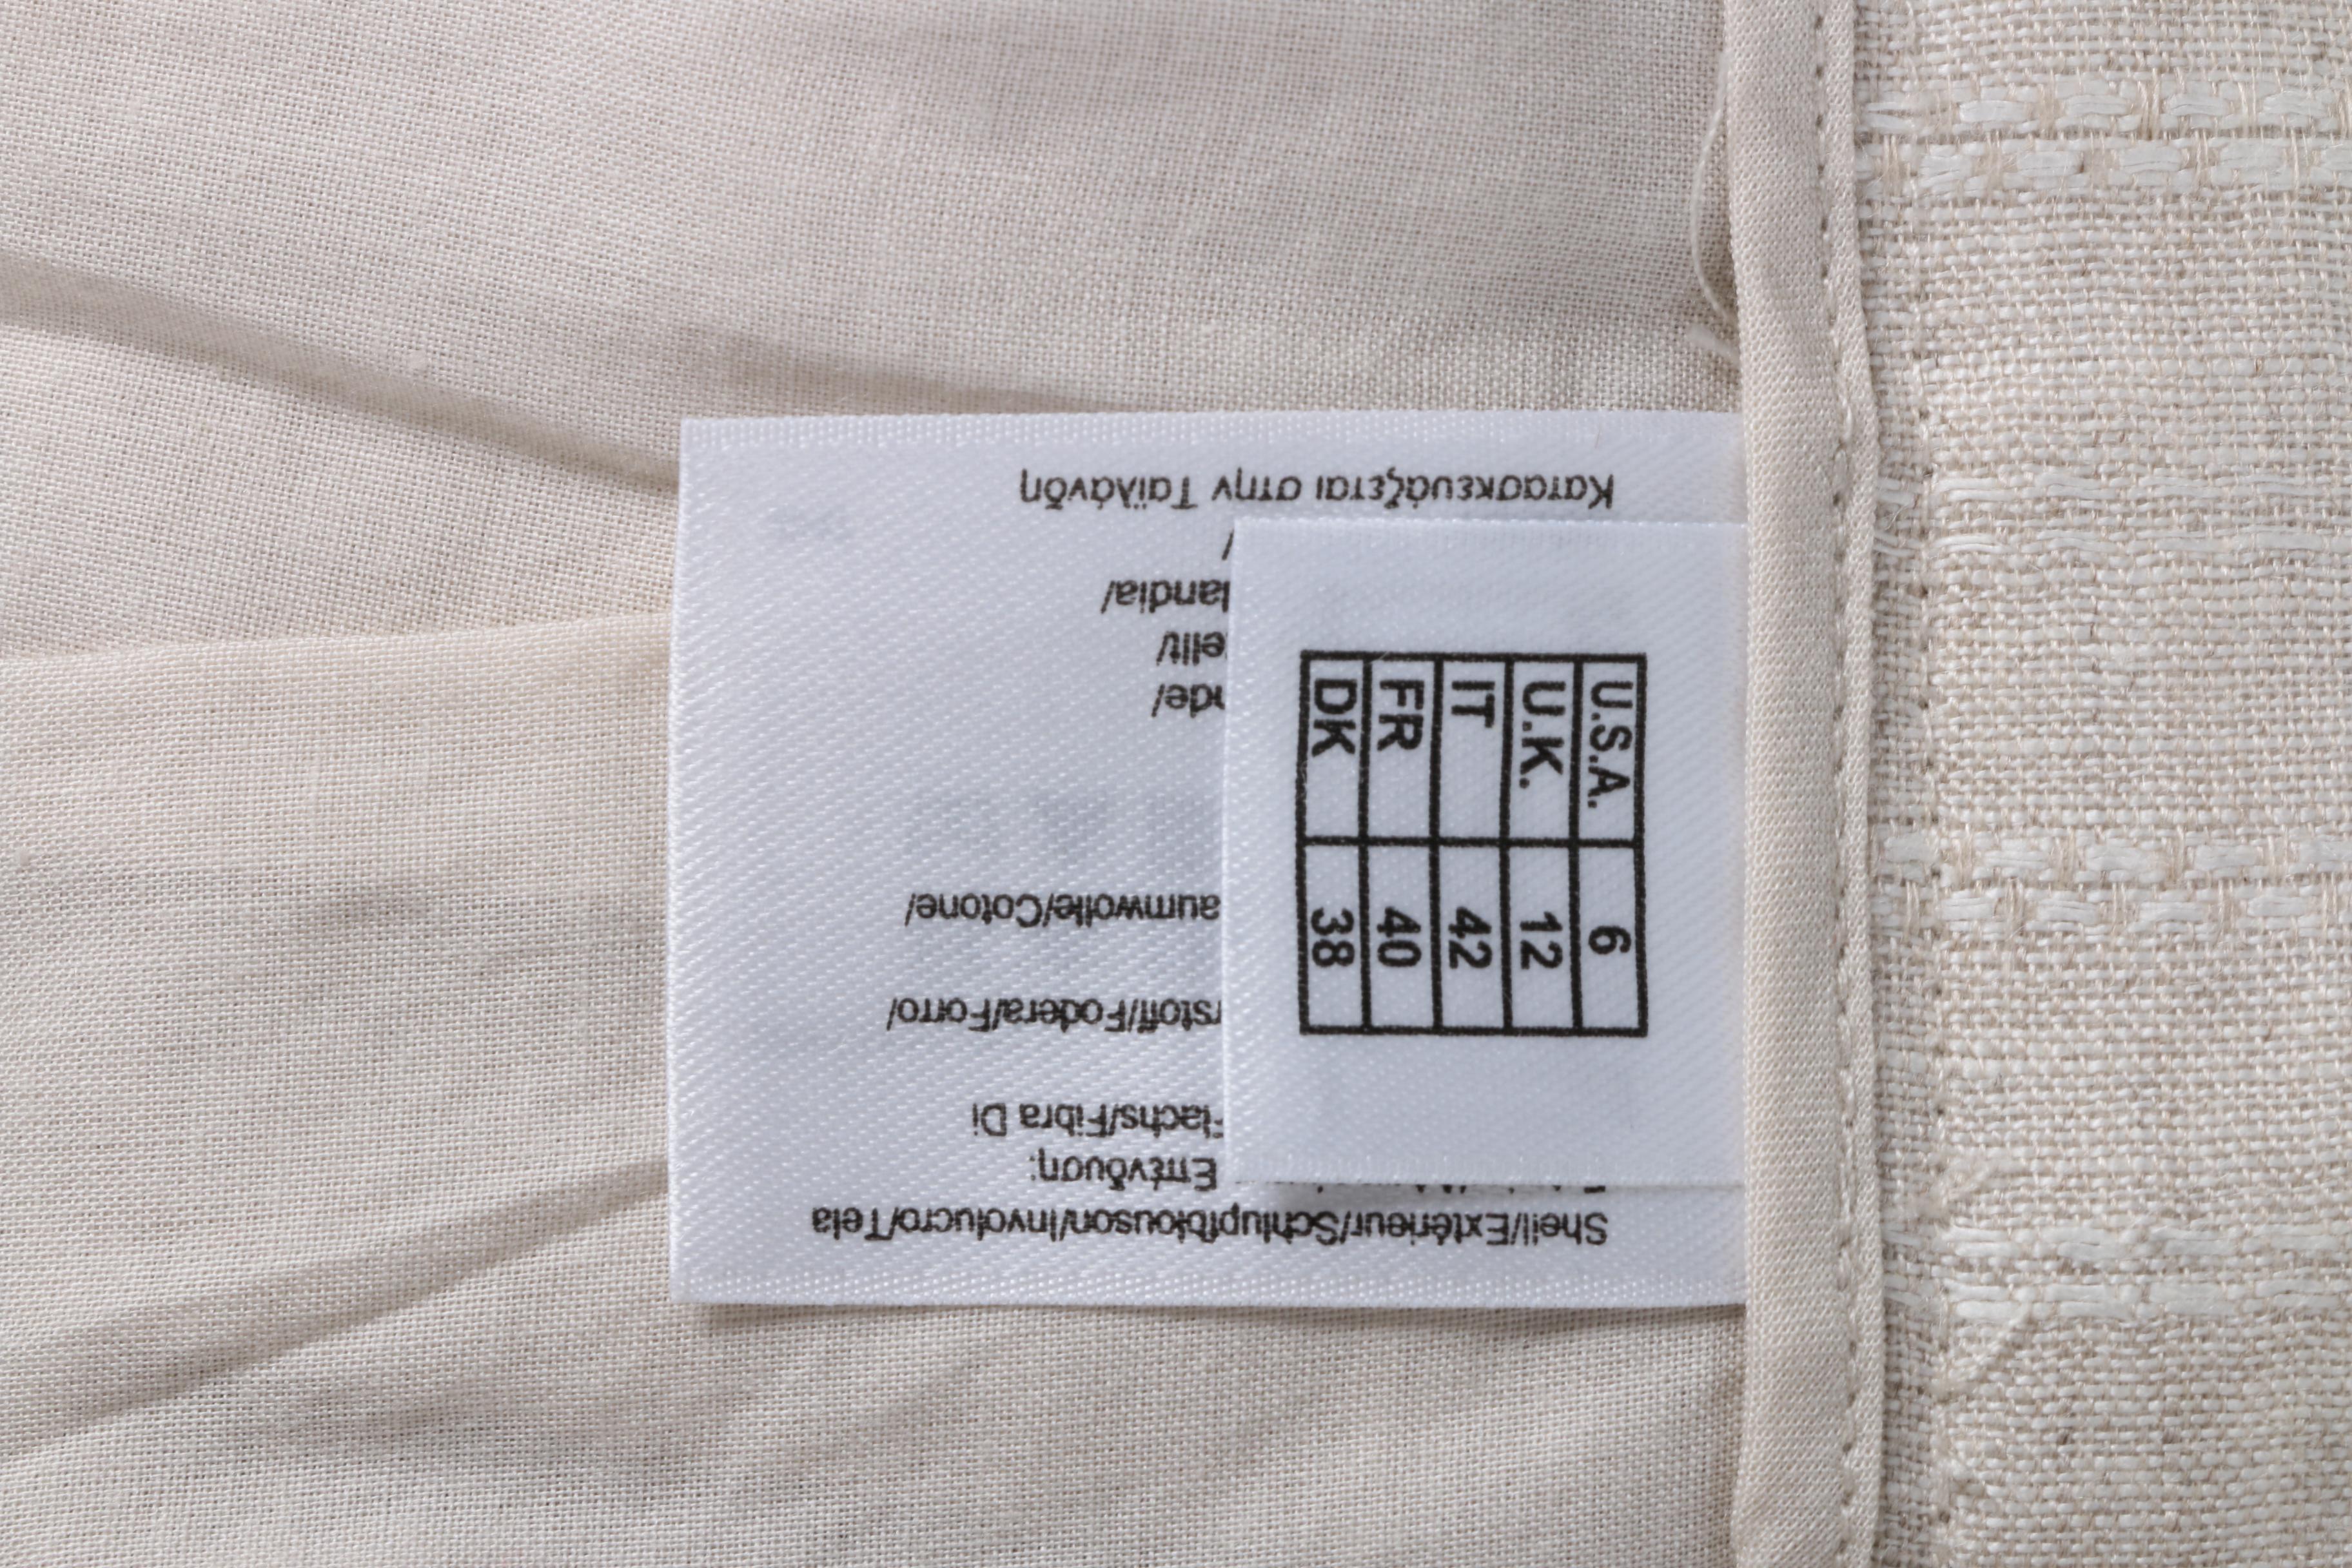 U.S.A. 6
U.K. 12
IT 42
FR 40
DK 38
Shell/Extérieur/Schlupfblouson/Involucro/Tela
Επένδυση:
Flachs/Fibra Di
rstoff/Fodera/Forro/
aumwolle/Cotone/
nde/
ellt/
landia/
/
Κατασκευάζεται στην Ταϊλάνδη